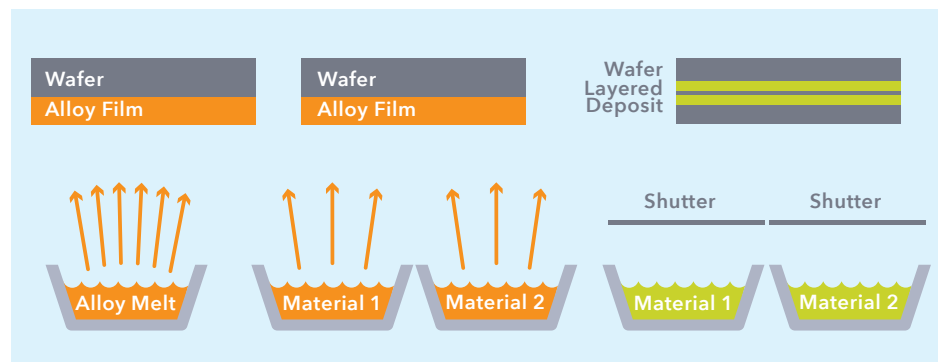 Wafer
Alloy Film
Wafer
Alloy Film
Wafer
Layered
Deposit
Shutter
Shutter
Alloy Melt
Material 1
Material 2
Material 1
Material 2